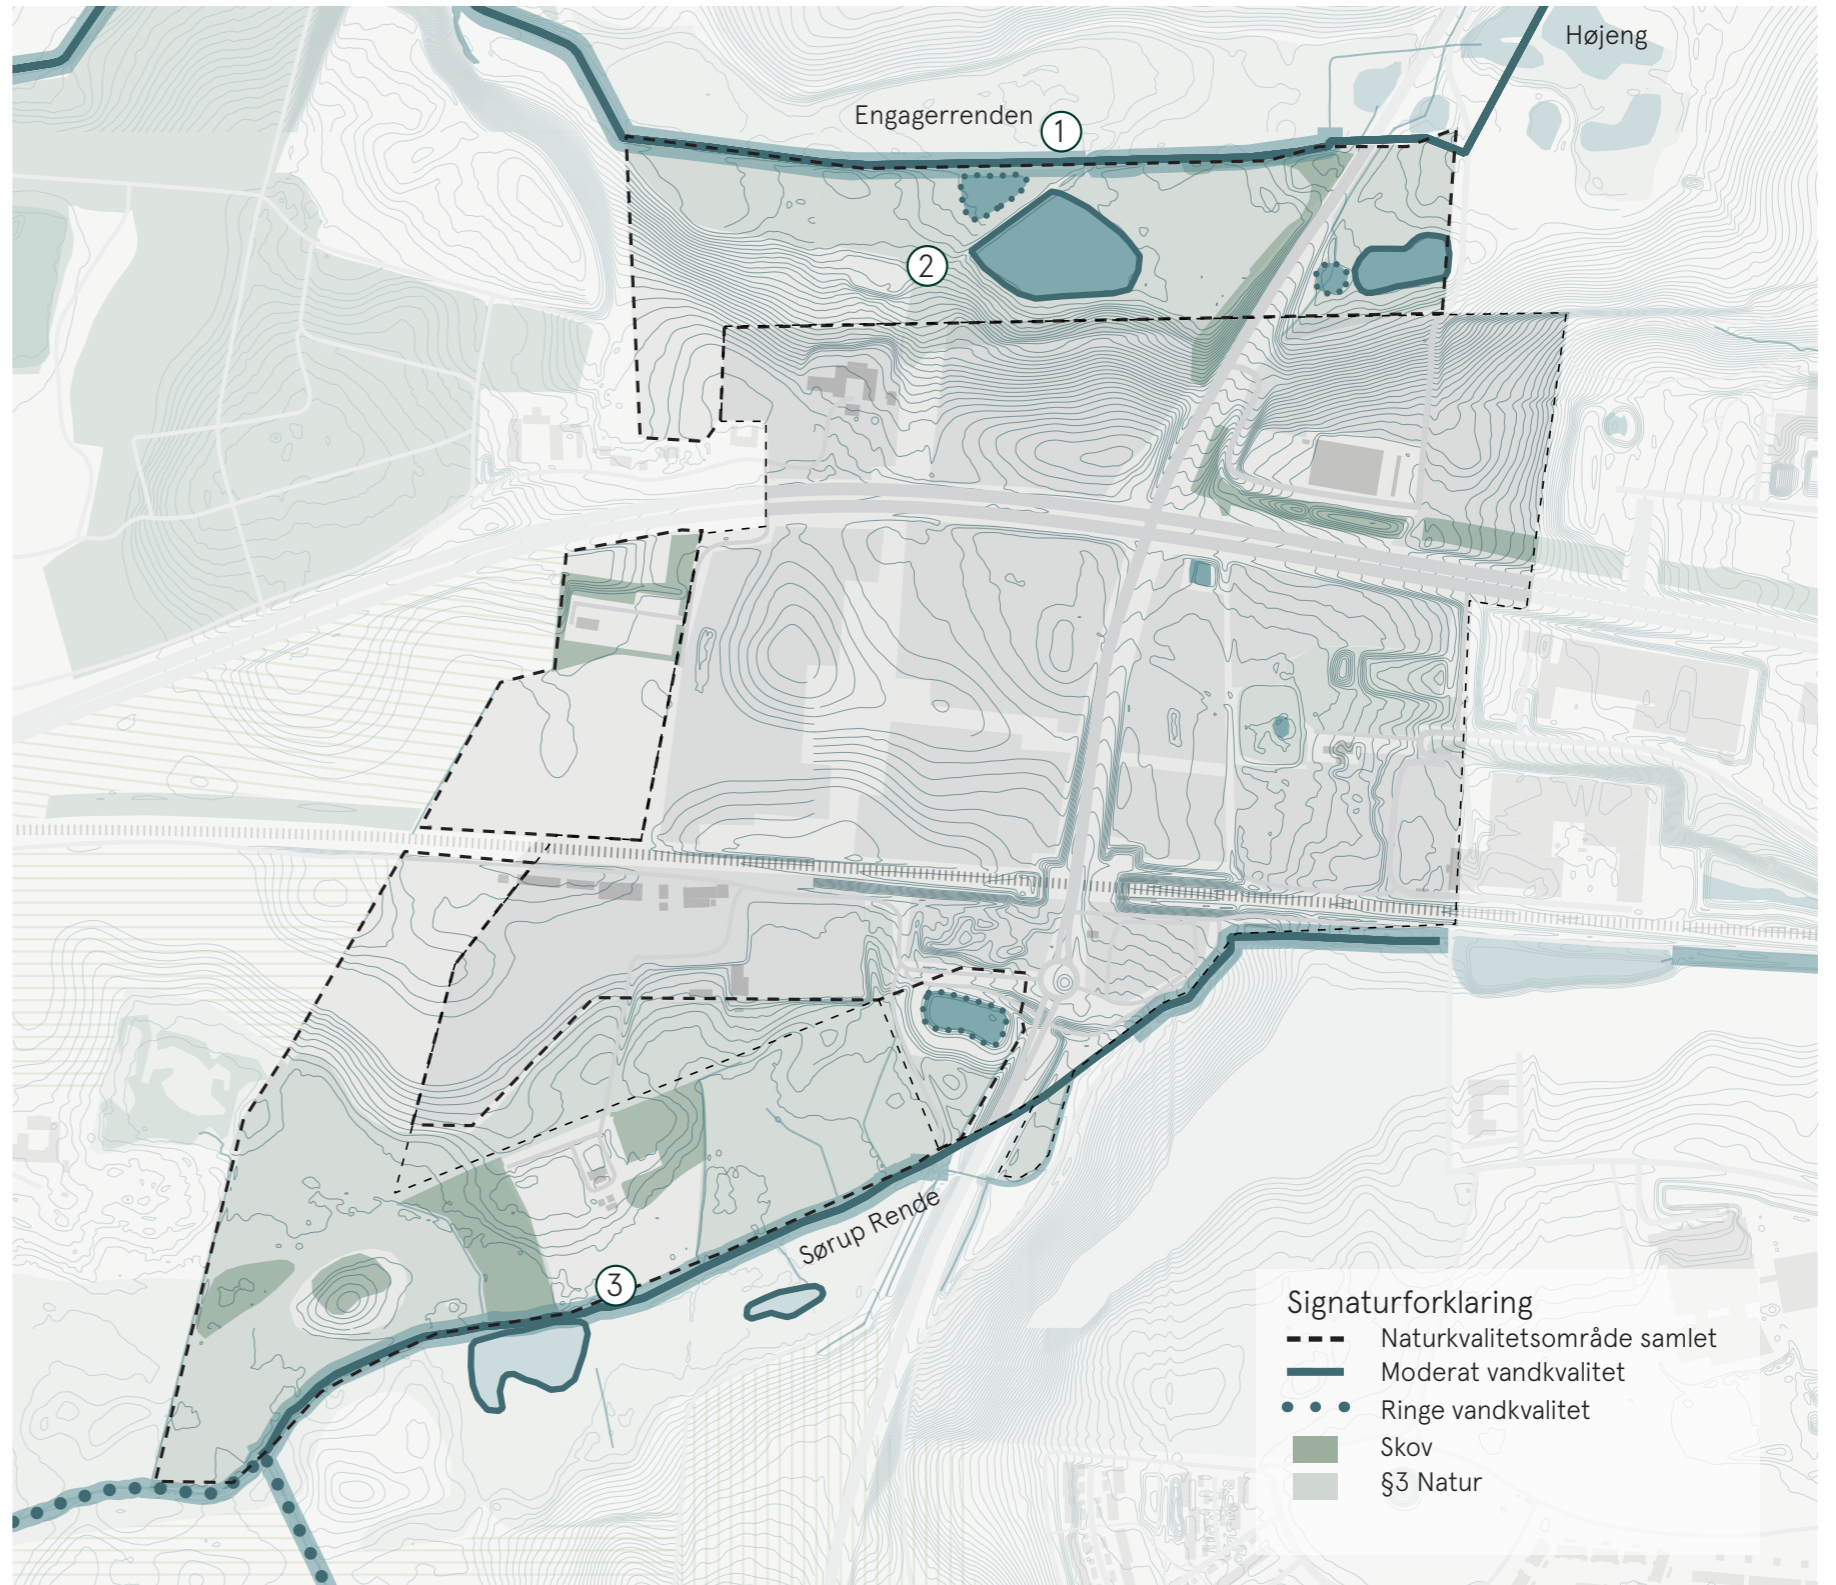 Højeng
Engagerrenden
1
2
Sørup Rende
3
Signaturforklaring
Naturkvalitetsområde samlet
Moderat vandkvalitet
Ringe vandkvalitet
Skov
§3 Natur